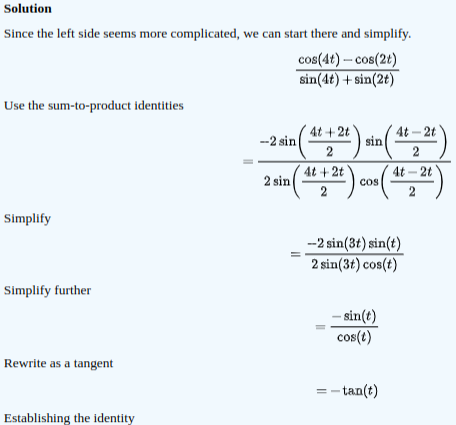 Solution
Since the left side seems more complicated, we can start there and simplify.
\frac{\cos(4t) - \cos(2t)}{\sin(4t) + \sin(2t)}
Use the sum-to-product identities
= \frac{-2 \sin\left(\frac{4t + 2t}{2}\right) \sin\left(\frac{4t - 2t}{2}\right)}{2 \sin\left(\frac{4t + 2t}{2}\right) \cos\left(\frac{4t - 2t}{2}\right)}
Simplify
= \frac{-2 \sin(3t) \sin(t)}{2 \sin(3t) \cos(t)}
Simplify further
= \frac{-\sin(t)}{\cos(t)}
Rewrite as a tangent
= -\tan(t)
Establishing the identity